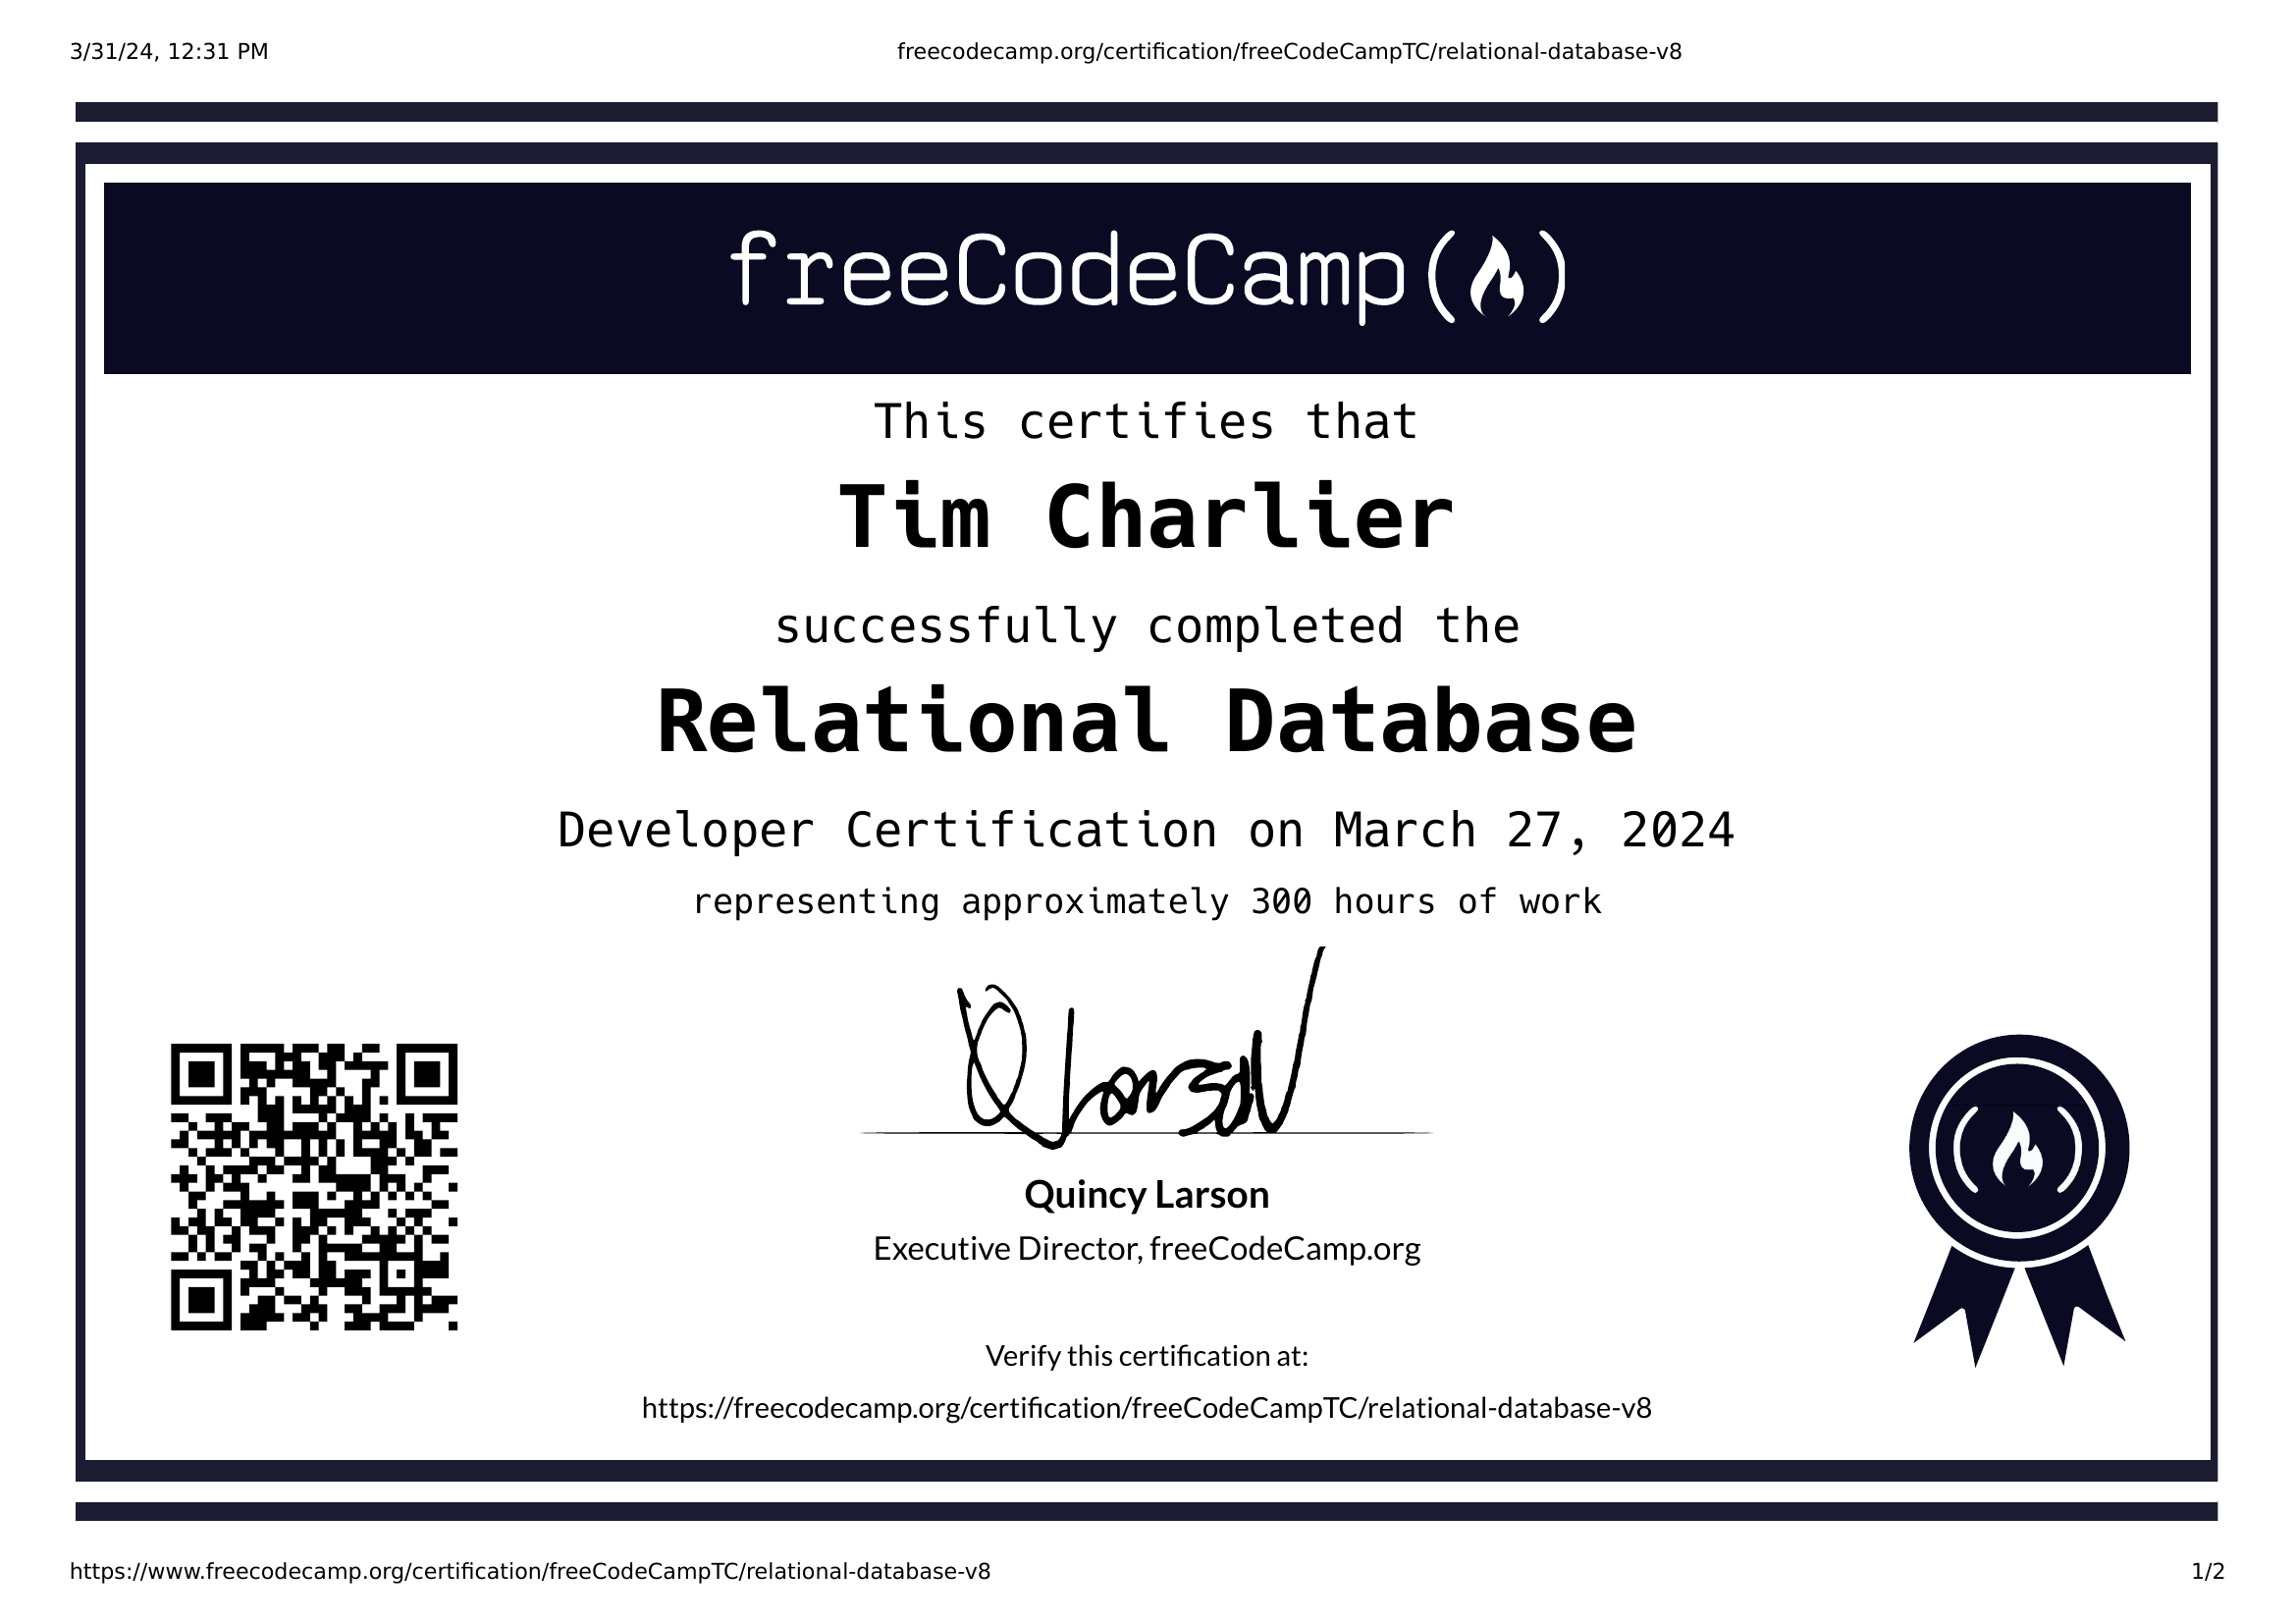 3/31/24, 12:31 PM
freecodecamp.org/certification/freeCodeCampTC/relational-database-v8
freeCodeCamp
This certifies that
Tim Charlier
successfully completed the
Relational Database
Developer Certification on March 27, 2024
representing approximately 300 hours of work
QLarson
Quincy Larson
Executive Director, freeCodeCamp.org
Verify this certification at:
https://freecodecamp.org/certification/freeCodeCampTC/relational-database-v8
https://www.freecodecamp.org/certification/freeCodeCampTC/relational-database-v8
1/2